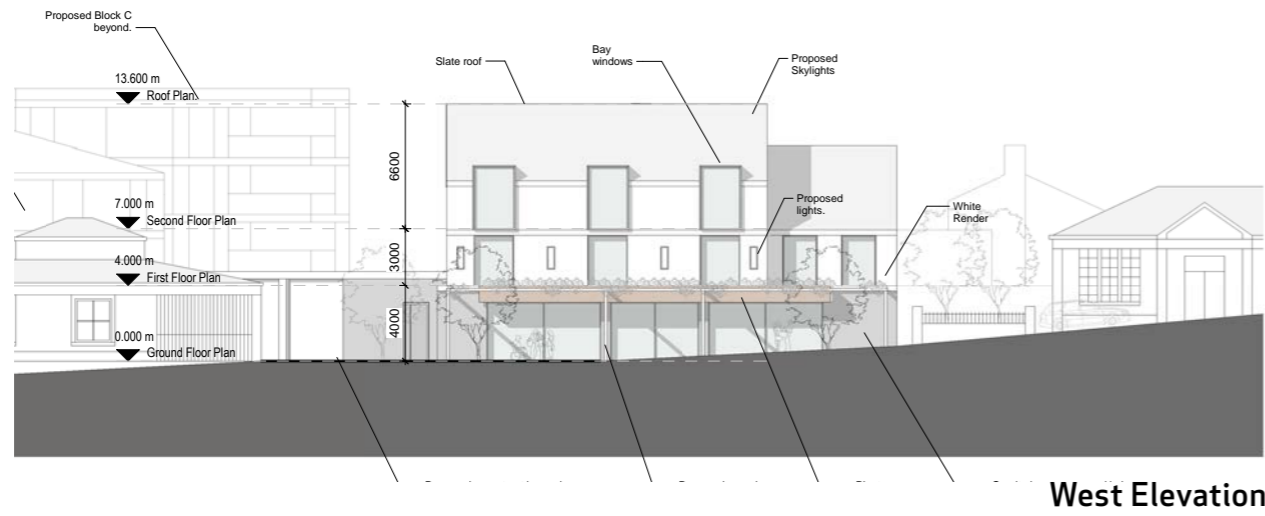 Proposed Block C
beyond.
13.600 m
Roof Plan
Slate roof
Bay
windows
Proposed
Skylights
6600
7.000 m
Second Floor Plan
Proposed
lights.
White
Render
3000
4.000 m
First Floor Plan
4000
0.000 m
Ground Floor Plan
West Elevation